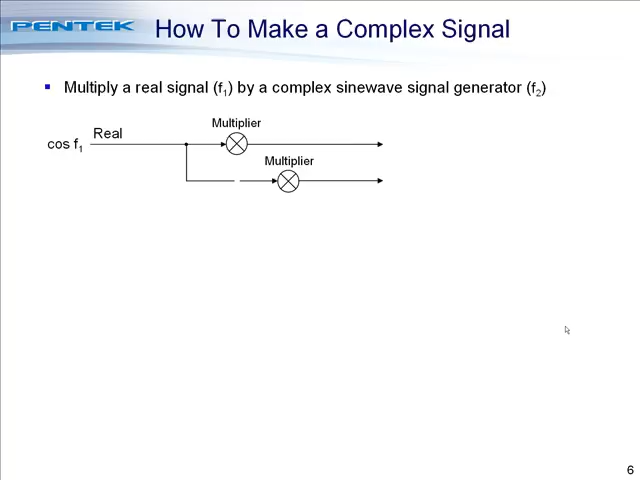 PENTEK
How To Make a Complex Signal
Multiply a real signal (f1) by a complex sinewave signal generator (f2)
Multiplier
Real
cos f1
Multiplier
6